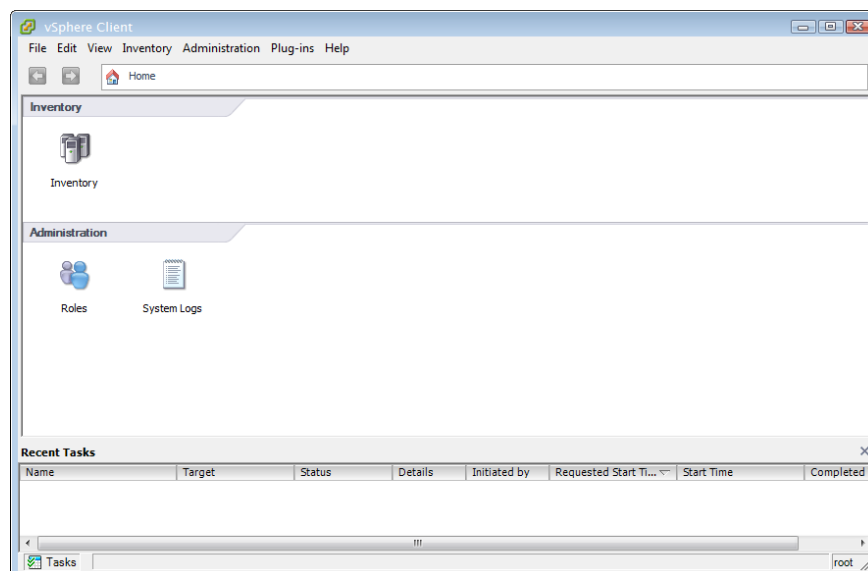 vSphere Client
File Edit View Inventory Administration Plug-ins Help
Home
Inventory
Inventory
Administration
Roles System Logs
Recent Tasks
Name Target Status Details Initiated by Requested Start Ti... Start Time Completed
Tasks root